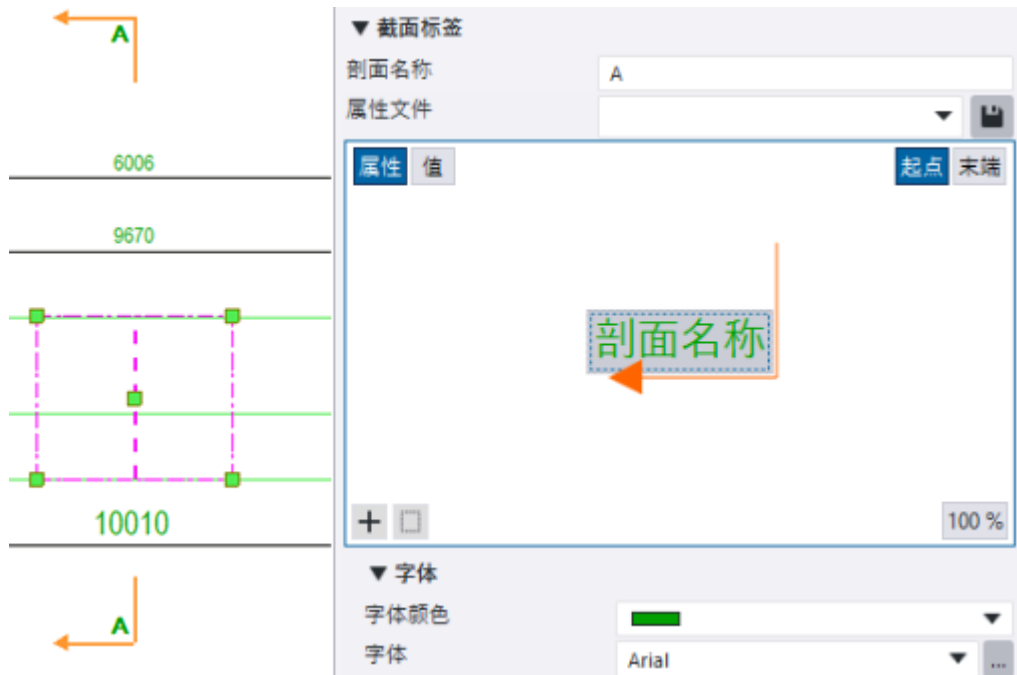 A
6006
9670
10010
A
▼ 截面标签
剖面名称 A
属性文件
属性 值 起点 末端
剖面名称
100 %
▼ 字体
字体颜色
字体 Arial ...